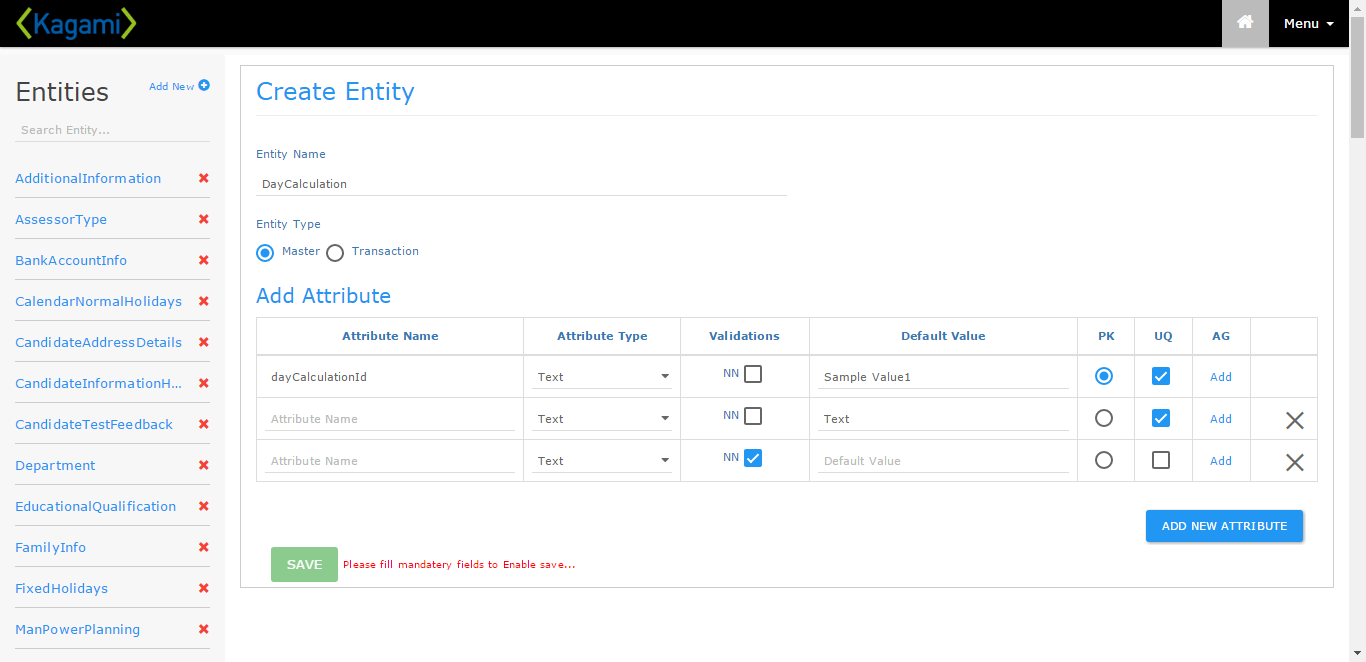 Kagami
Menu
Entities
Add New
Search Entity...
AdditionalInformation
AssessorType
BankAccountInfo
CalendarNormalHolidays
CandidateAddressDetails
CandidateInformationH...
CandidateTestFeedback
Department
EducationalQualification
FamilyInfo
FixedHolidays
ManPowerPlanning
Create Entity
Entity Name
DayCalculation
Entity Type
Master Transaction
Add Attribute
Attribute Name Attribute Type Validations Default Value PK UQ AG
dayCalculationId Text NN Sample Value1 Add
Attribute Name Text NN Text Add
Attribute Name Text NN Default Value Add
ADD NEW ATTRIBUTE
SAVE Please fill mandatery fields to Enable save...